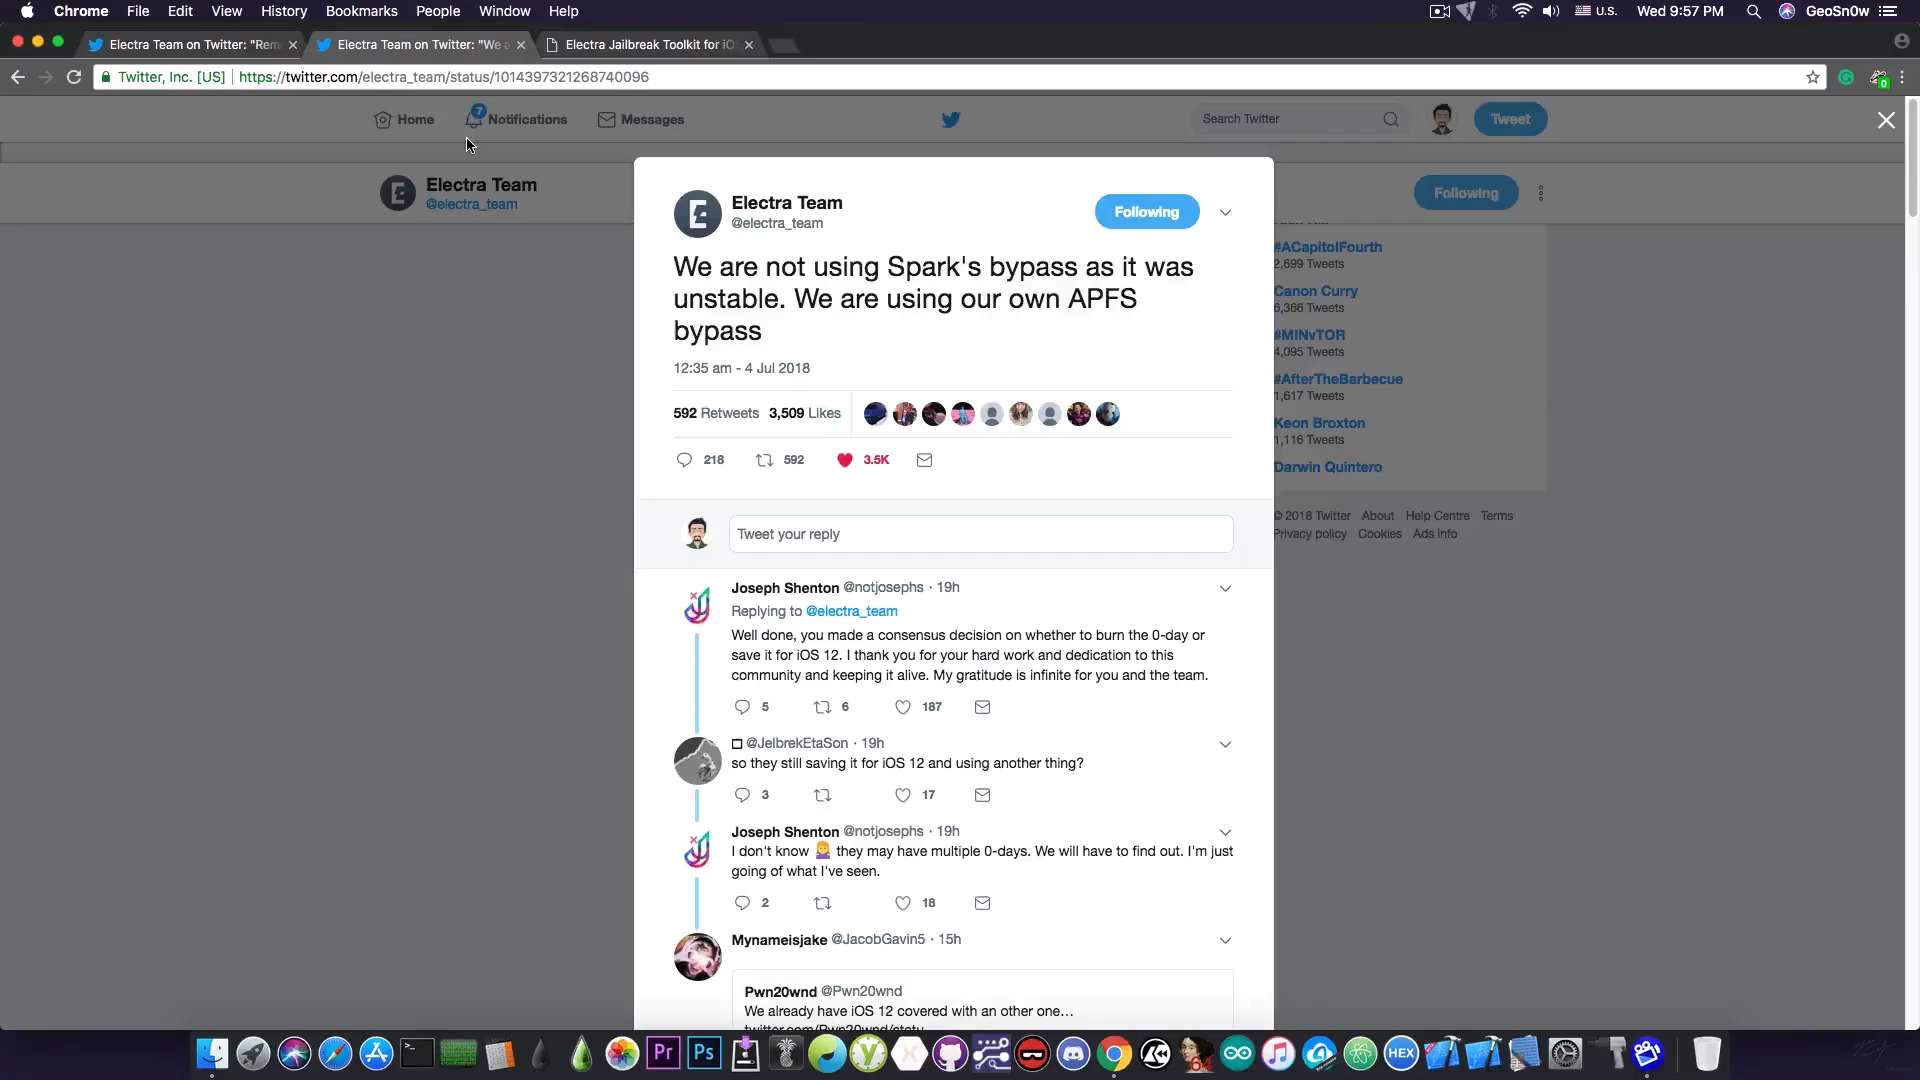 Chrome File Edit View History Bookmarks People Window Help
U.S. Wed 9:57 PM GeoSn0w
Electra Team on Twitter: "Rem
Electra Team on Twitter: "We a
Electra Jailbreak Toolkit for iO
Twitter, Inc. [US] https://twitter.com/electra_team/status/1014397321268740096
0
Home
7
Notifications
Messages
Search Twitter
Tweet
Electra Team
@electra_team
Following
Electra Team
@electra_team
Following
We are not using Spark's bypass as it was
unstable. We are using our own APFS
bypass
12:35 am - 4 Jul 2018
592 Retweets 3,509 Likes
218 592 3.5K
Tweet your reply
Joseph Shenton @notjosephs · 19h
Replying to @electra_team
Well done, you made a consensus decision on whether to burn the 0-day or
save it for iOS 12. I thank you for your hard work and dedication to this
community and keeping it alive. My gratitude is infinite for you and the team.
5 6 187
@JelbrekEtaSon · 19h
so they still saving it for iOS 12 and using another thing?
3 17
Joseph Shenton @notjosephs · 19h
I don't know 🤷‍♀️ they may have multiple 0-days. We will have to find out. I'm just
going of what I've seen.
2 18
Mynameisjake @JacobGavin5 · 15h
Pwn20wnd @Pwn20wnd
We already have iOS 12 covered with an other one…
#ACapitolFourth
2,699 Tweets
Canon Curry
6,366 Tweets
#MINvTOR
4,095 Tweets
#AfterTheBarbecue
1,617 Tweets
Keon Broxton
1,116 Tweets
Darwin Quintero
© 2018 Twitter About Help Centre Terms
Privacy policy Cookies Ads info
Pr Ps HEX
64